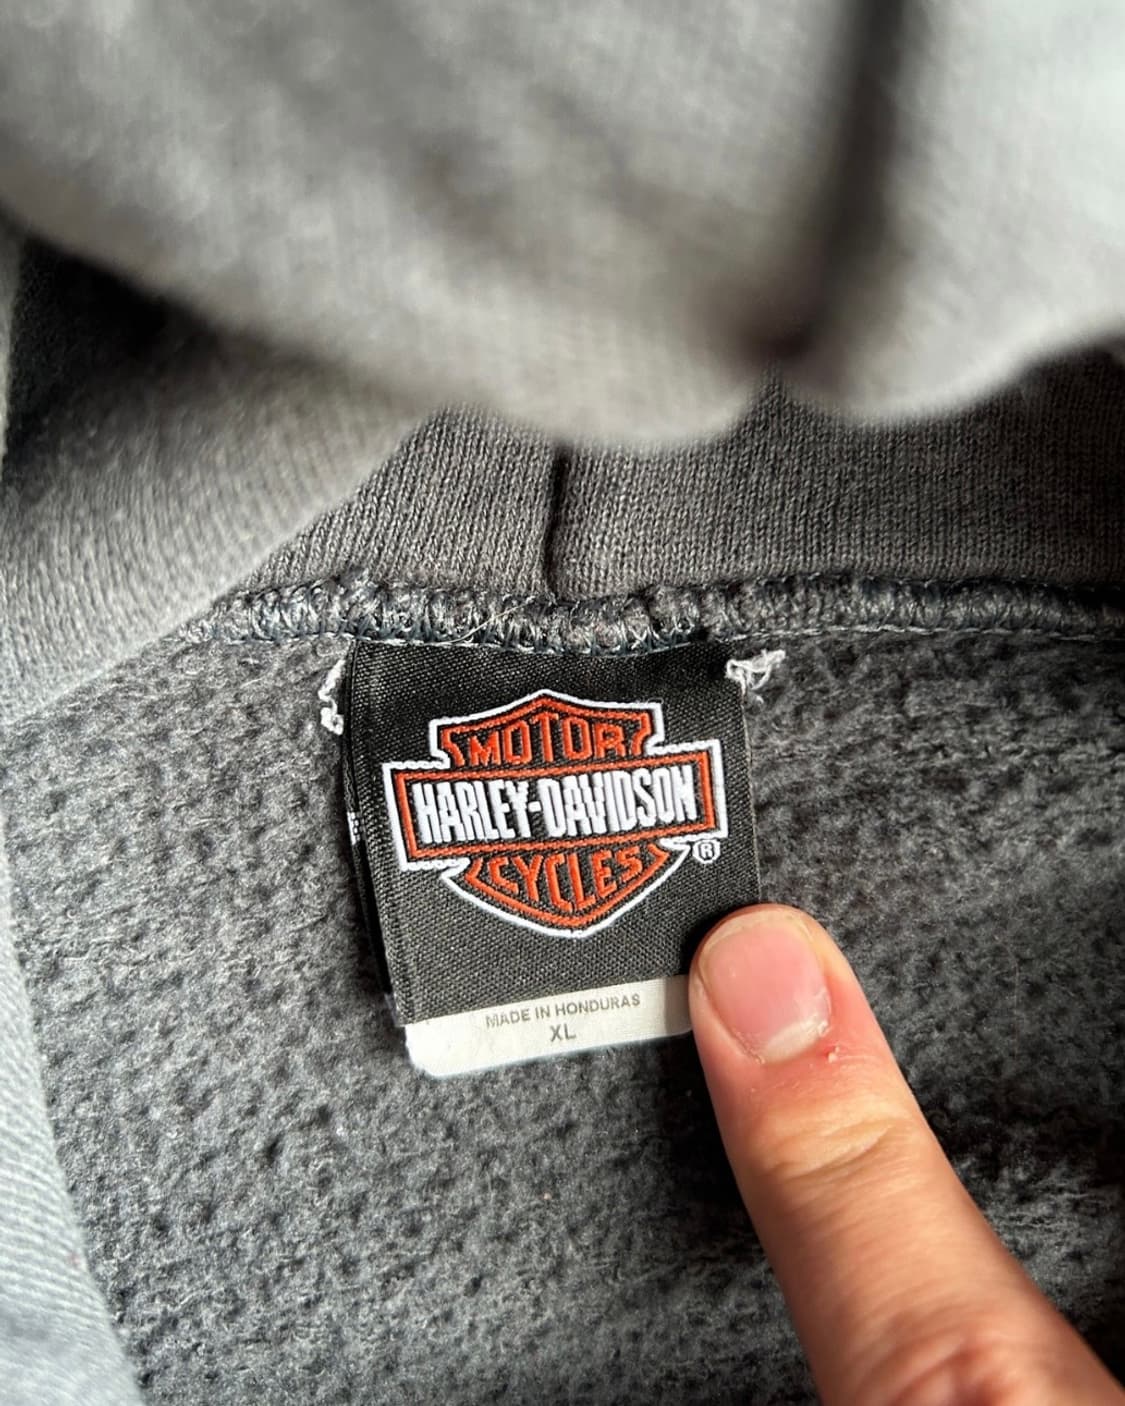 MOTOR
HARLEY-DAVIDSON
CYCLES
®
MADE IN HONDURAS
XL